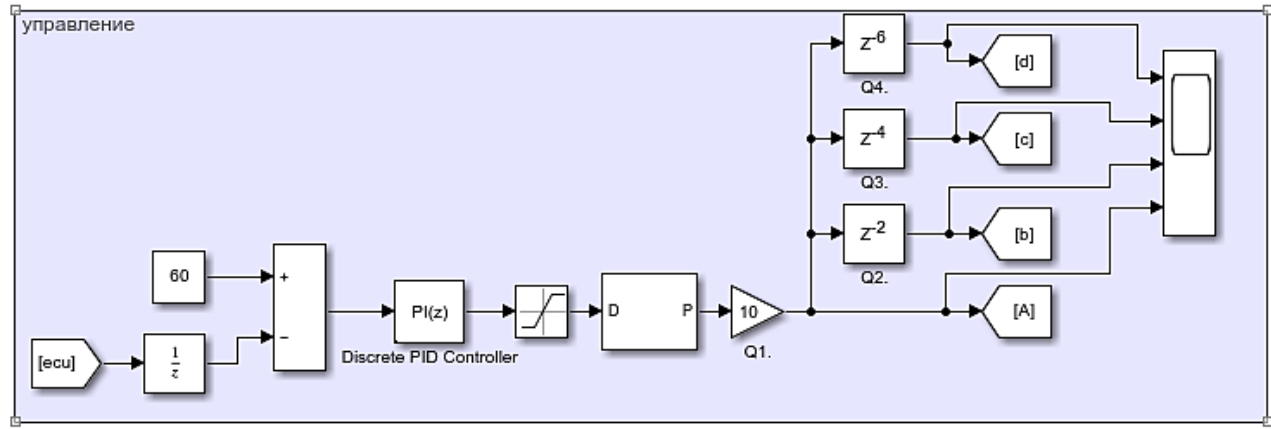 управление
Z-6
[d]
Q4.
Z-4
[c]
Q3.
Z-2
[b]
Q2.
60
+
PI(z)
D P
10
[A]
−
Discrete PID Controller
Q1.
[ecu]
1
z